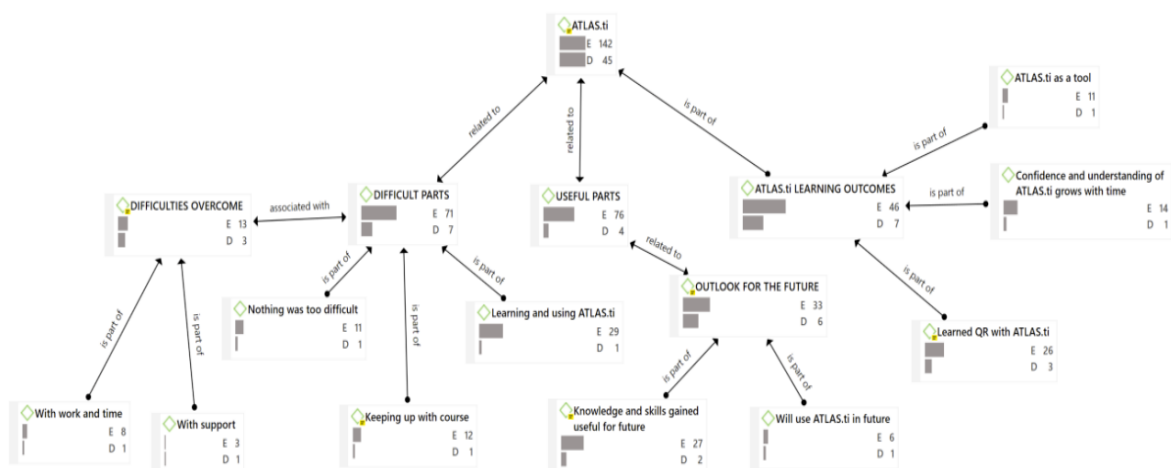 ATLAS.ti
E 142
D 45
related to
related to
is part of
ATLAS.ti as a tool
E 11
D 1
is part of
Confidence and understanding of
ATLAS.ti grows with time
E 14
D 1
is part of
DIFFICULTIES OVERCOME
E 13
D 3
associated with
DIFFICULT PARTS
E 71
D 7
USEFUL PARTS
E 76
D 4
ATLAS.ti LEARNING OUTCOMES
E 46
D 7
related to
is part of
is part of
is part of
is part of
is part of
is part of
Nothing was too difficult
E 11
D 1
Learning and using ATLAS.ti
E 29
D 1
OUTLOOK FOR THE FUTURE
E 33
D 6
Learned QR with ATLAS.ti
E 26
D 3
is part of
is part of
With work and time
E 8
D 1
With support
E 3
D 1
Keeping up with course
E 12
D 1
Knowledge and skills gained
useful for future
E 27
D 2
Will use ATLAS.ti in future
E 6
D 1